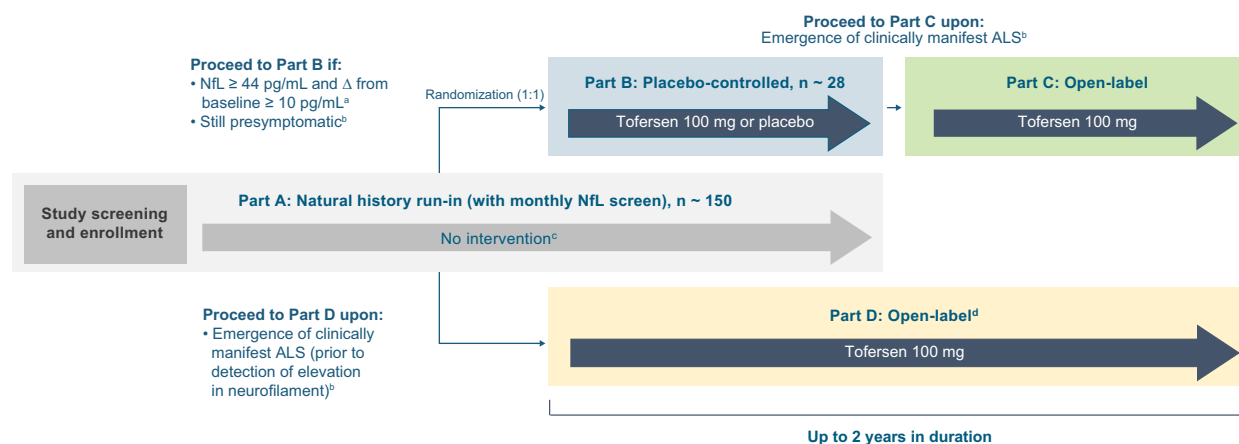 Proceed to Part C upon:
Emergence of clinically manifest ALSᵇ
Proceed to Part B if:
• NfL ≥ 44 pg/mL and Δ from
baseline ≥ 10 pg/mLᵃ
• Still presymptomaticᵇ
Randomization (1:1)
Part B: Placebo-controlled, n ~ 28
Tofersen 100 mg or placebo
Part C: Open-label
Tofersen 100 mg
Study screening
and enrollment
Part A: Natural history run-in (with monthly NfL screen), n ~ 150
No interventionᶜ
Proceed to Part D upon:
• Emergence of clinically
manifest ALS (prior to
detection of elevation
in neurofilament)ᵇ
Part D: Open-labelᵈ
Tofersen 100 mg
Up to 2 years in duration